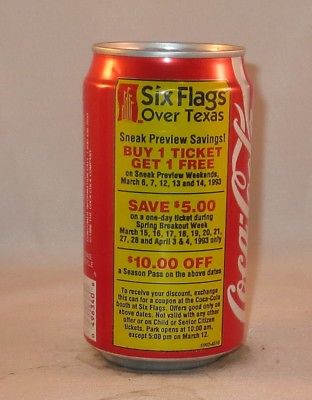 Six Flags
Over Texas
Sneak Preview Savings!
BUY 1 TICKET
GET 1 FREE
on Sneak Preview Weekends,
March 6, 7, 12, 13 and 14, 1993
SAVE $5.00
on a one-day ticket during
Spring Breakout Week
March 15, 16, 17, 18, 19, 20, 21,
27, 28 and April 3 & 4, 1993 only
$10.00 OFF
a Season Pass on the above dates
To receive your discount, exchange
this can for a coupon at the Coca-Cola
booth at Six Flags. Offers good only on
above dates. Not valid with any other
offer or on Child or Senior Citizen
tickets. Park opens at 10:00 am,
except 5:00 pm on March 12.
Coca-Cola